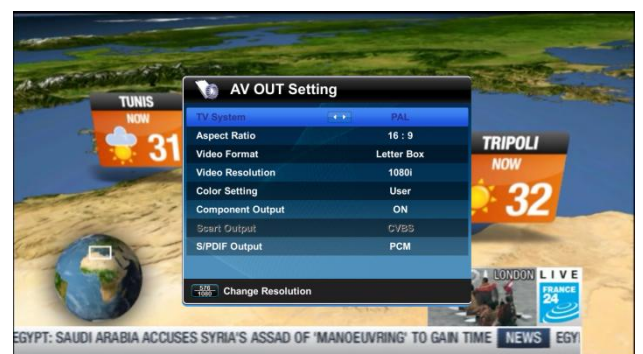 AV OUT Setting
TV System PAL
Aspect Ratio 16 : 9
Video Format Letter Box
Video Resolution 1080i
Color Setting User
Component Output ON
Scart Output CVBS
S/PDIF Output PCM
576
1080 Change Resolution
TUNIS
NOW
31
TRIPOLI
NOW
32
LONDON LIVE
FRANCE
24
EGYPT: SAUDI ARABIA ACCUSES SYRIA'S ASSAD OF 'MANOEUVRING' TO GAIN TIME NEWS EGY